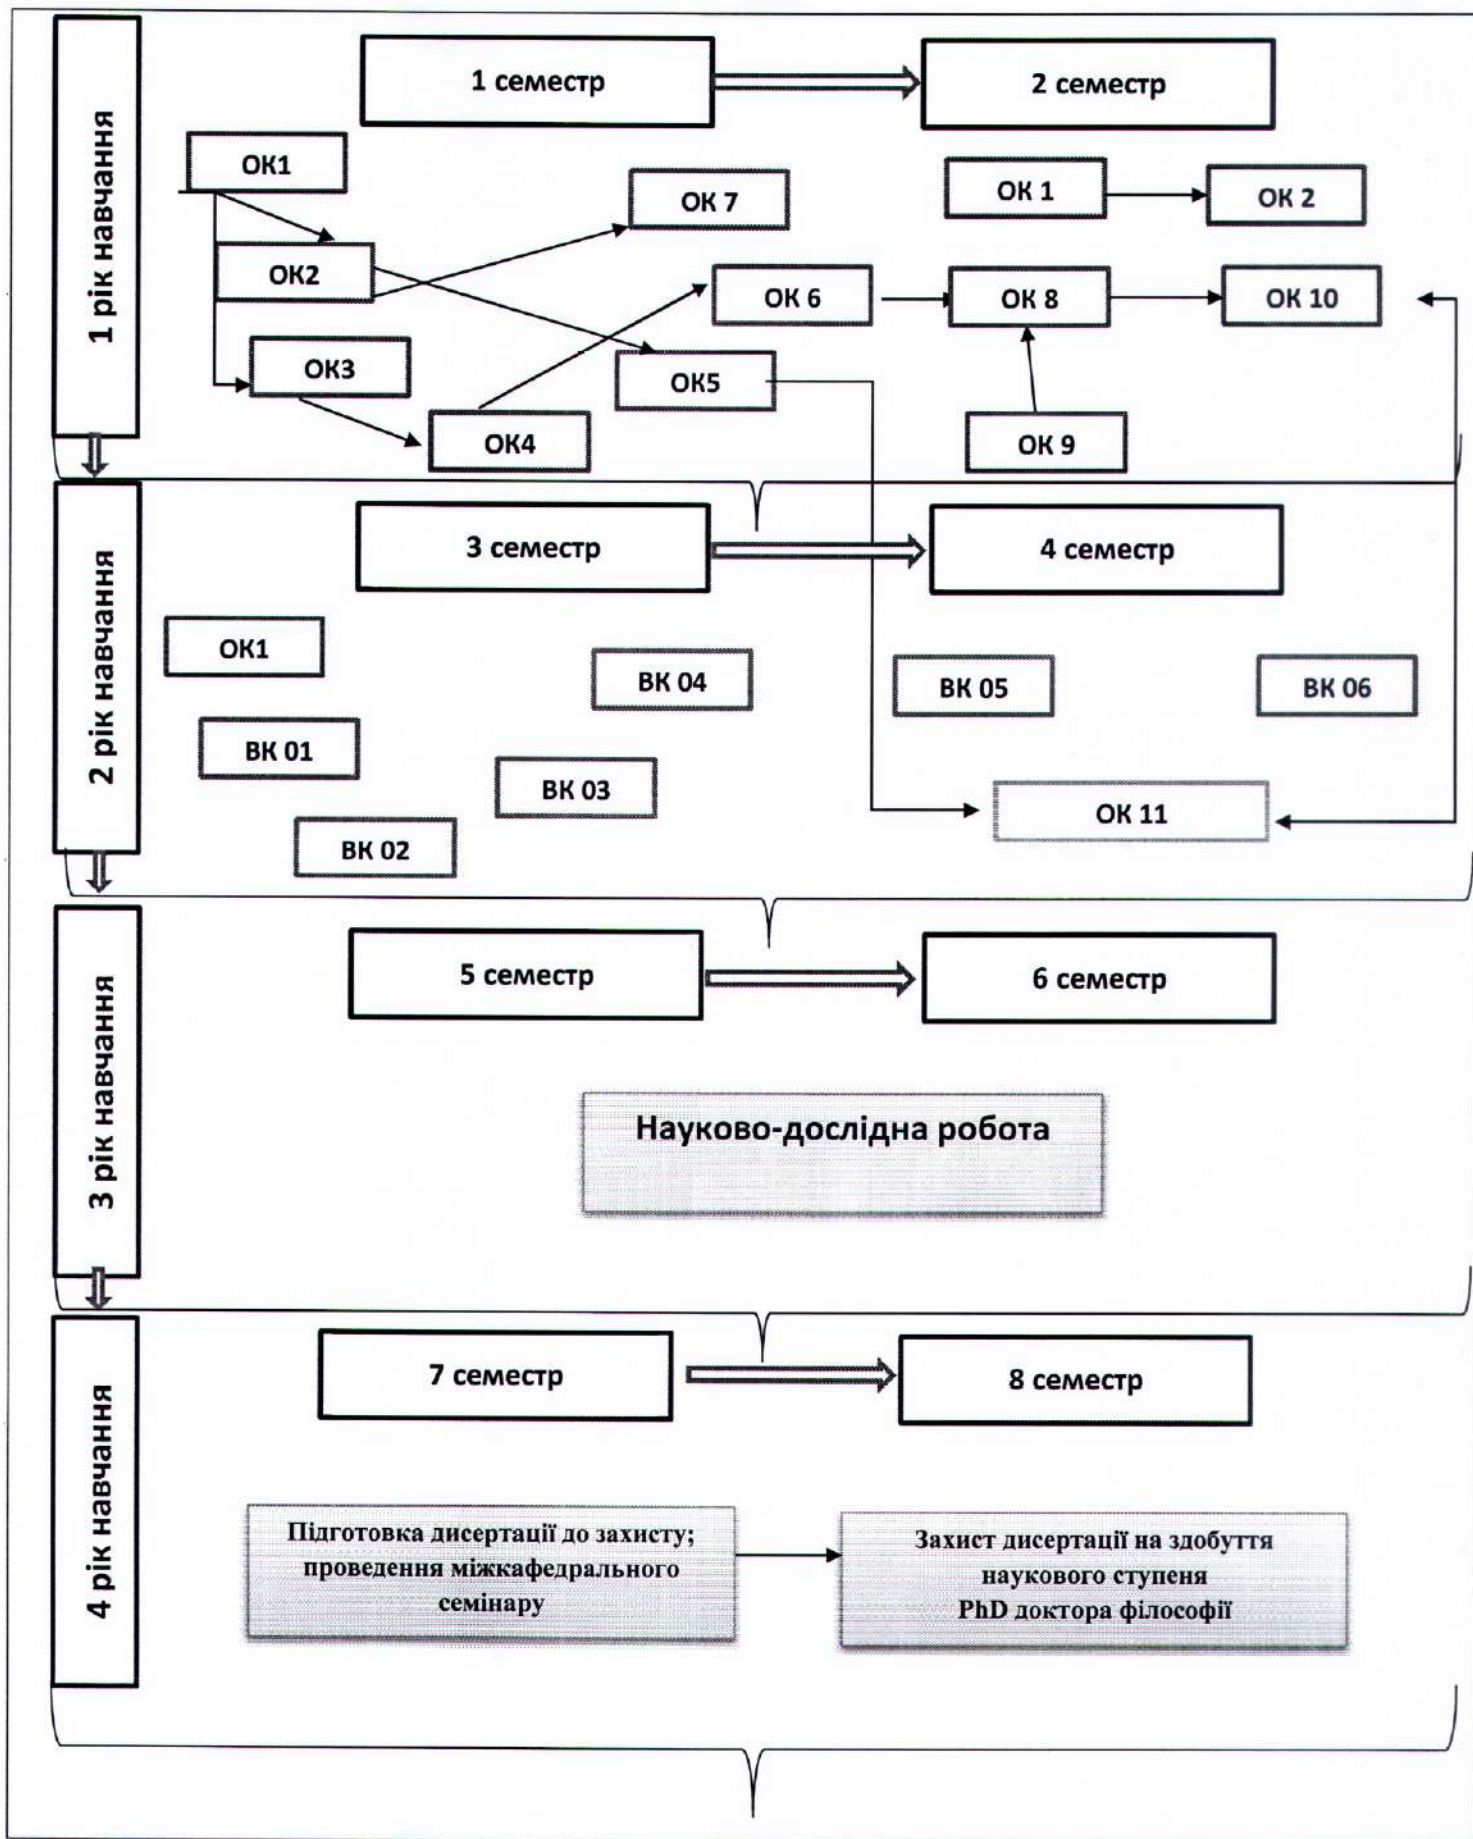 1 рік навчання
1 семестр
2 семестр
ОК1
ОК 7
ОК 1
ОК 2
ОК2
ОК 6
ОК 8
ОК 10
ОК3
ОК5
ОК4
ОК 9
2 рік навчання
3 семестр
4 семестр
ОК1
ВК 04
ВК 05
ВК 06
ВК 01
ВК 03
ОК 11
ВК 02
3 рік навчання
5 семестр
6 семестр
Науково-дослідна робота
4 рік навчання
7 семестр
8 семестр
Підготовка дисертації до захисту;
проведення міжкафедрального
семінару
Захист дисертації на здобуття
наукового ступеня
PhD доктора філософії